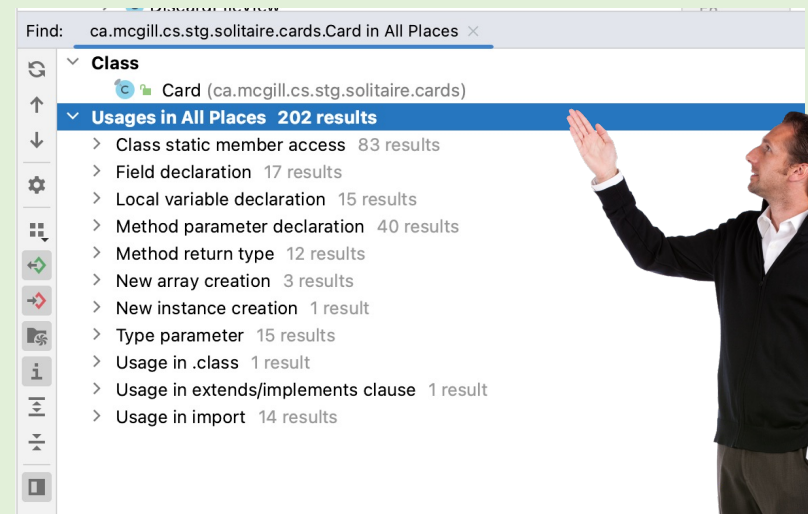 Find: ca.mcgill.cs.stg.solitaire.cards.Card in All Places ×
Class
C Card (ca.mcgill.cs.stg.solitaire.cards)
Usages in All Places 202 results
Class static member access 83 results
Field declaration 17 results
Local variable declaration 15 results
Method parameter declaration 40 results
Method return type 12 results
New array creation 3 results
New instance creation 1 result
Type parameter 15 results
Usage in .class 1 result
Usage in extends/implements clause 1 result
Usage in import 14 results